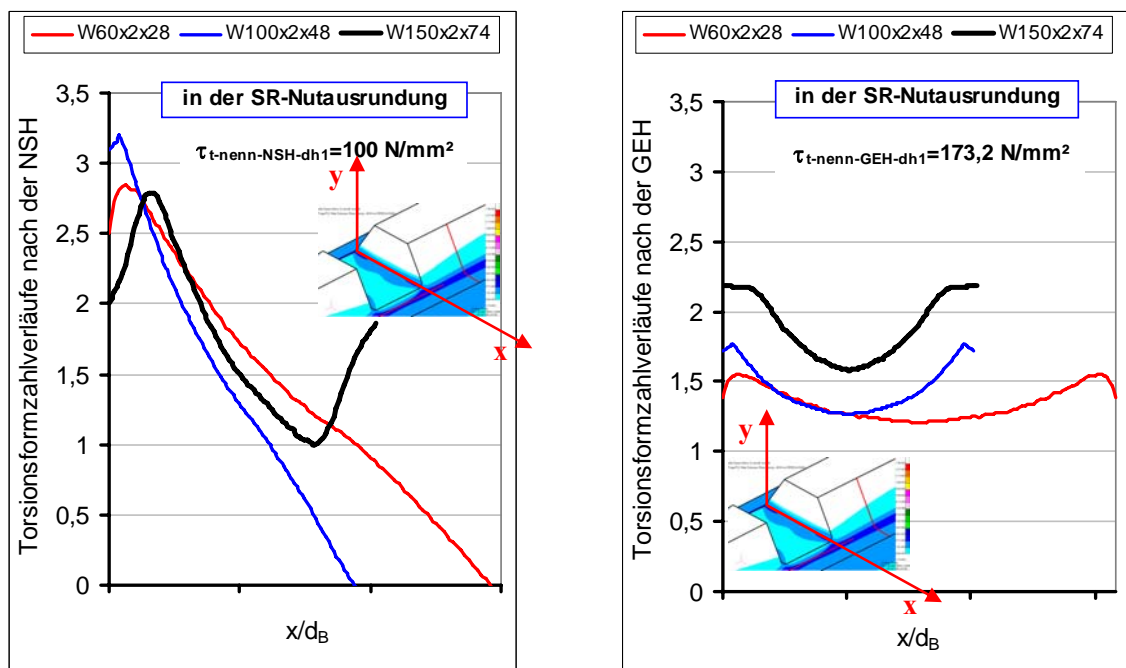 W60x2x28 W100x2x48 W150x2x74
in der SR-Nutausrundung
τt-nenn-NSH-dh1=100 N/mm²
Torsionsformzahlverläufe nach der NSH
3,5
3
2,5
2
1,5
1
0,5
0
y
x
x/dB
W60x2x28 W100x2x48 W150x2x74
in der SR-Nutausrundung
τt-nenn-GEH-dh1=173,2 N/mm²
Torsionsformzahlverläufe nach der GEH
3,5
3
2,5
2
1,5
1
0,5
0
y
x
x/dB